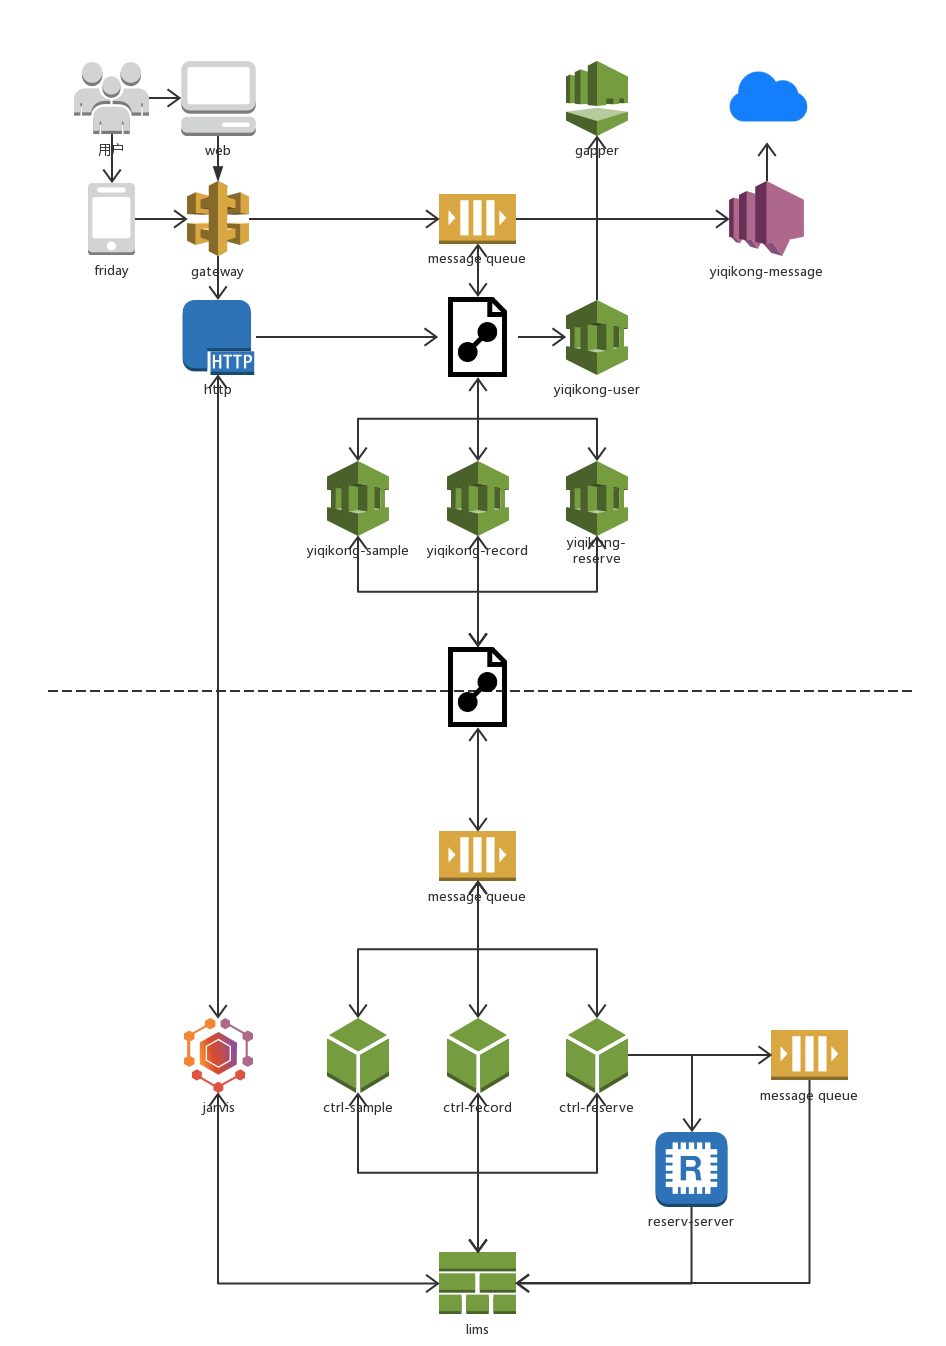 用户
web
gapper
friday
gateway
message queue
yiqikong-message
HTTP
http
yiqikong-user
yiqikong-sample
yiqikong-record
yiqikong-
reserve
message queue
jarvis
ctrl-sample
ctrl-record
ctrl-reserve
message queue
R
reserv-server
lims